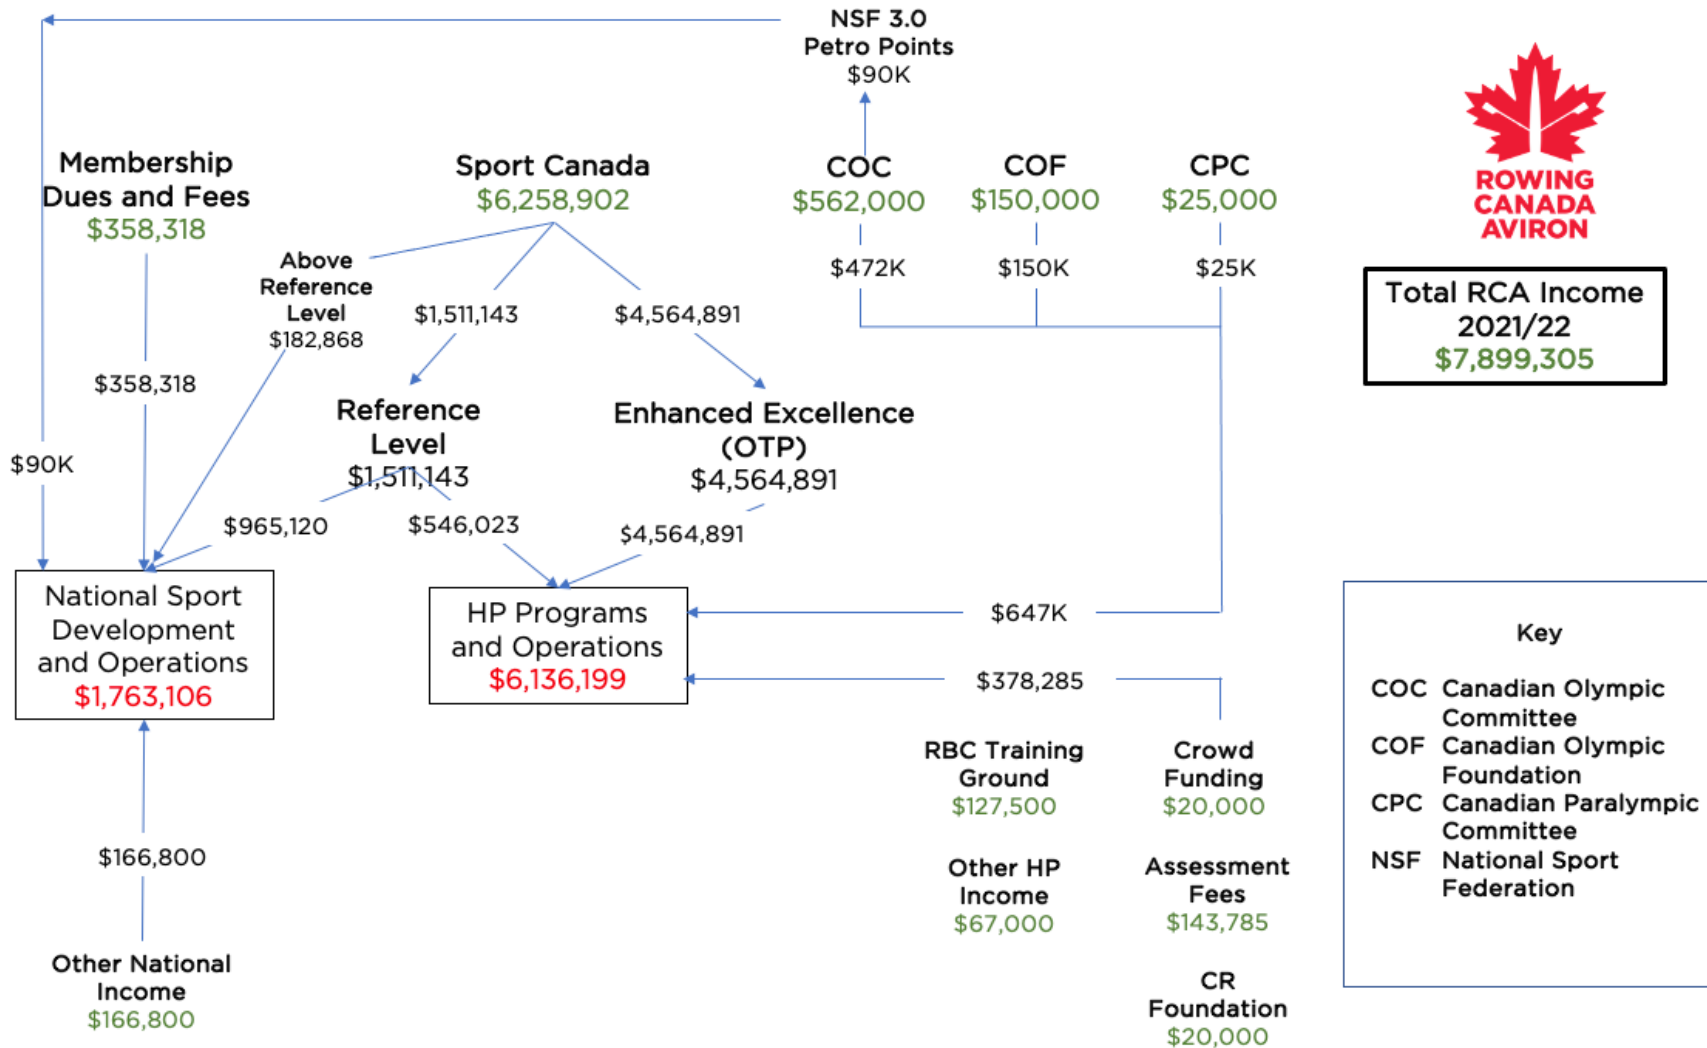 NSF 3.0
Petro Points
$90K
Membership
Dues and Fees
$358,318
Sport Canada
$6,258,902
COC
$562,000
COF
$150,000
CPC
$25,000
ROWING
CANADA
AVIRON
Above
Reference
Level
$182,868
$1,511,143
$4,564,891
$472K
$150K
$25K
Total RCA Income
2021/22
$7,899,305
$358,318
Reference
Level
$1,511,143
Enhanced Excellence
(OTP)
$4,564,891
$90K
$965,120
$546,023
$4,564,891
National Sport
Development
and Operations
$1,763,106
HP Programs
and Operations
$6,136,199
$647K
$378,285
RBC Training
Ground
$127,500
Crowd
Funding
$20,000
Other HP
Income
$67,000
Assessment
Fees
$143,785
CR
Foundation
$20,000
$166,800
Other National
Income
$166,800
Key
COC Canadian Olympic
Committee
COF Canadian Olympic
Foundation
CPC Canadian Paralympic
Committee
NSF National Sport
Federation